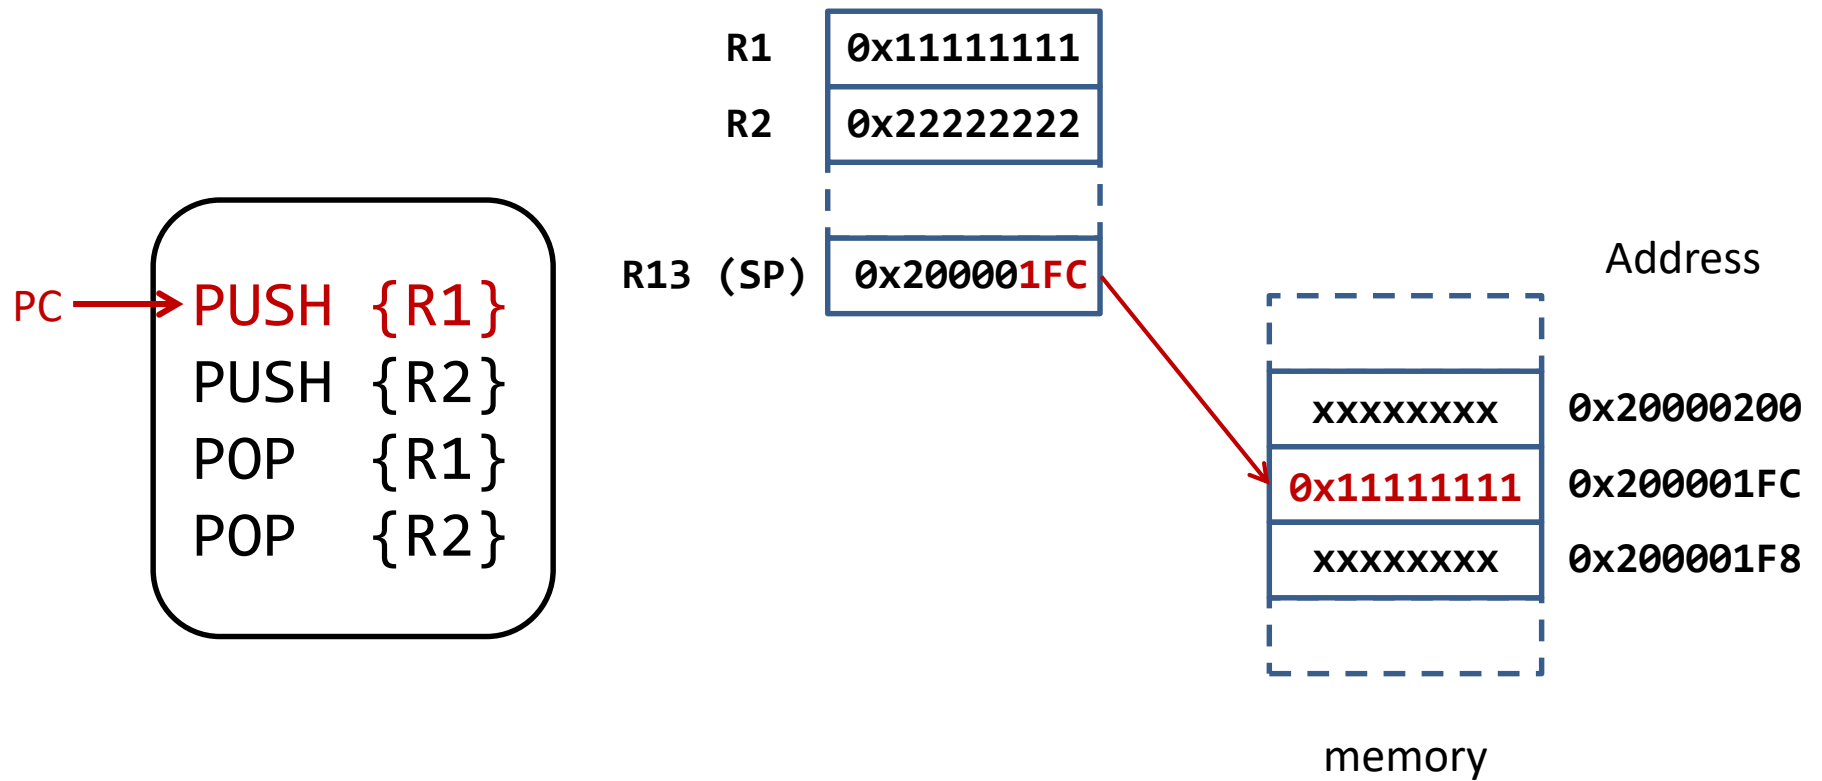 R1 0x11111111
R2 0x22222222
R13 (SP) 0x200001FC
PC
PUSH {R1}
PUSH {R2}
POP {R1}
POP {R2}
Address
xxxxxxxx 0x20000200
0x11111111 0x200001FC
xxxxxxxx 0x200001F8
memory